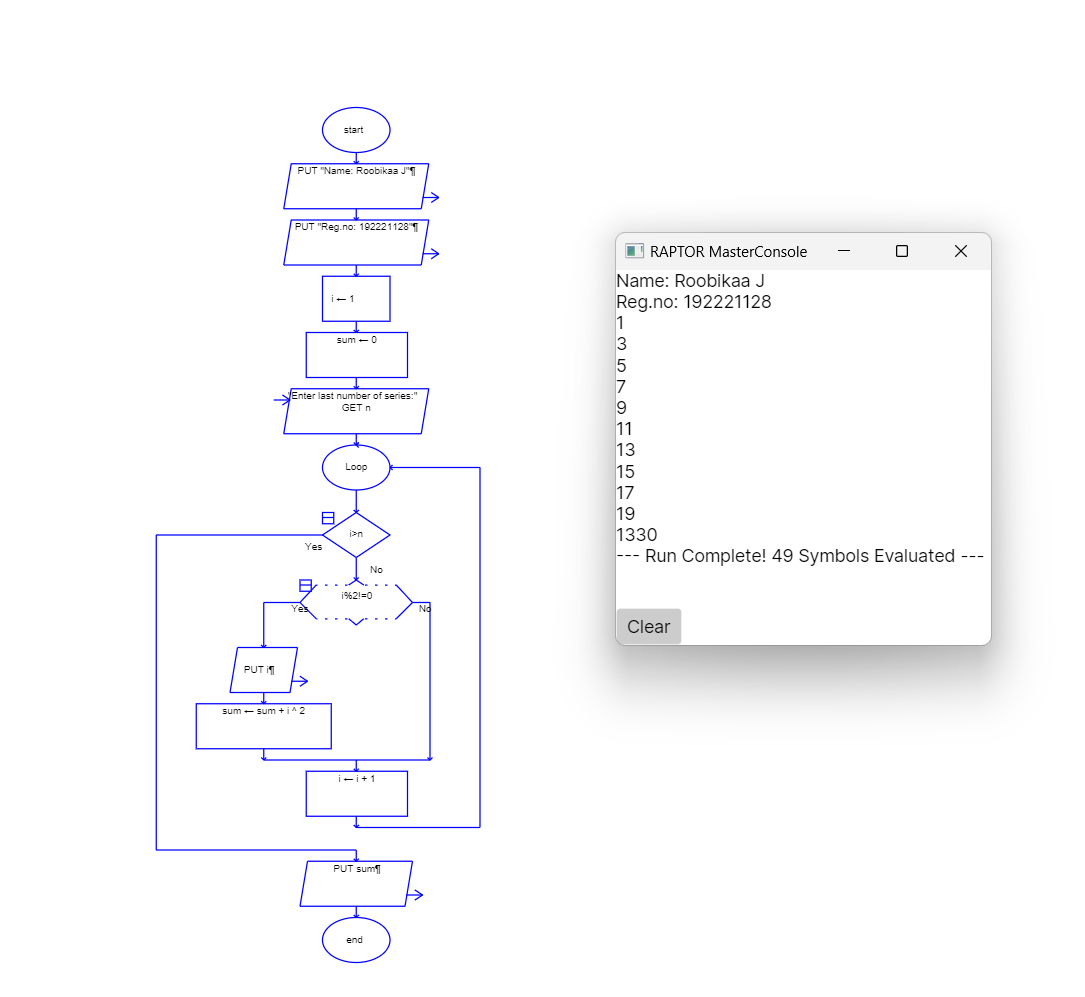 start
PUT "Name: Roobikaa J"¶
PUT "Reg.no: 192221128"¶
i ← 1
sum ← 0
"Enter last number of series:"
GET n
Loop
i>n
Yes
No
i%2!=0
Yes
No
PUT i¶
sum ← sum + i ^ 2
i ← i + 1
PUT sum¶
end
RAPTOR MasterConsole
Name: Roobikaa J
Reg.no: 192221128
1
3
5
7
9
11
13
15
17
19
1330
--- Run Complete! 49 Symbols Evaluated ---
Clear